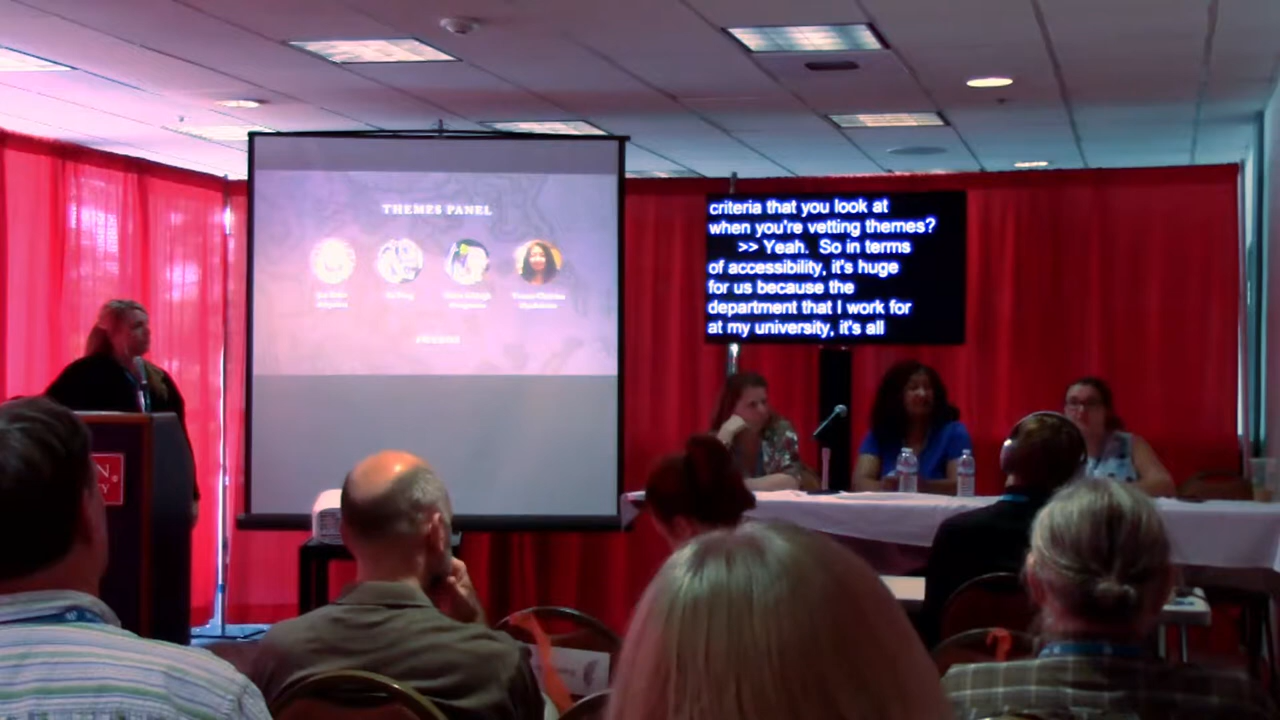 THEMES PANEL
criteria that you look at
when you're vetting themes?
>> Yeah. So in terms
of accessibility, it's huge
for us because the
department that I work for
at my university, it's all